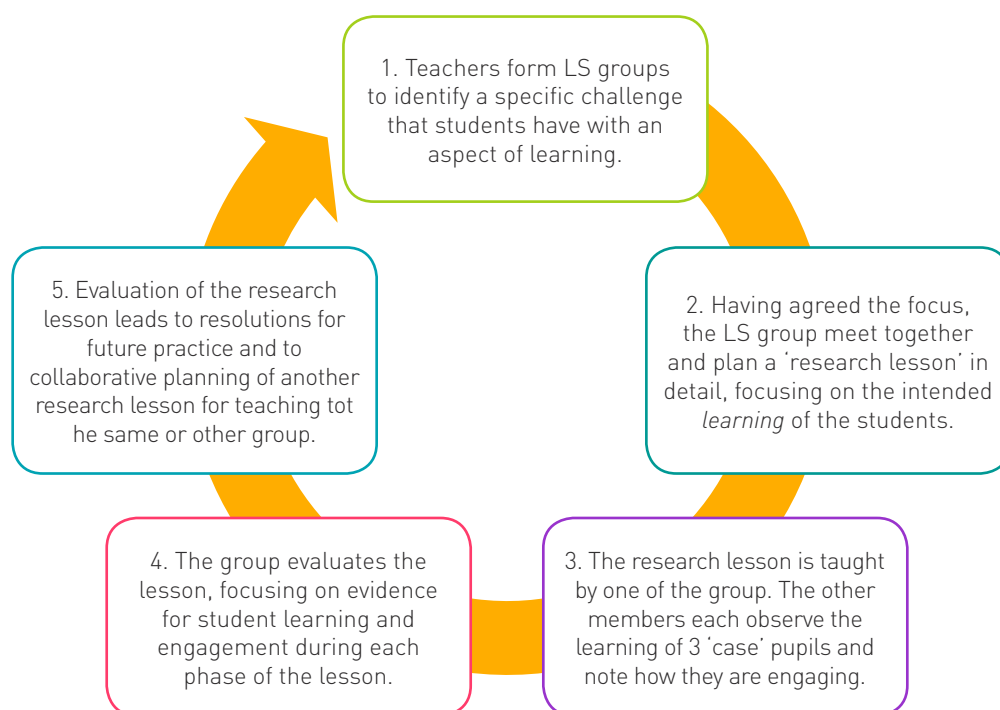 1. Teachers form LS groups
to identify a specific challenge
that students have with an
aspect of learning.
2. Having agreed the focus,
the LS group meet together
and plan a ‘research lesson’ in
detail, focusing on the intended
learning of the students.
3. The research lesson is taught
by one of the group. The other
members each observe the
learning of 3 ‘case’ pupils and
note how they are engaging.
4. The group evaluates the
lesson, focusing on evidence
for student learning and
engagement during each
phase of the lesson.
5. Evaluation of the research
lesson leads to resolutions for
future practice and to
collaborative planning of another
research lesson for teaching tot
he same or other group.